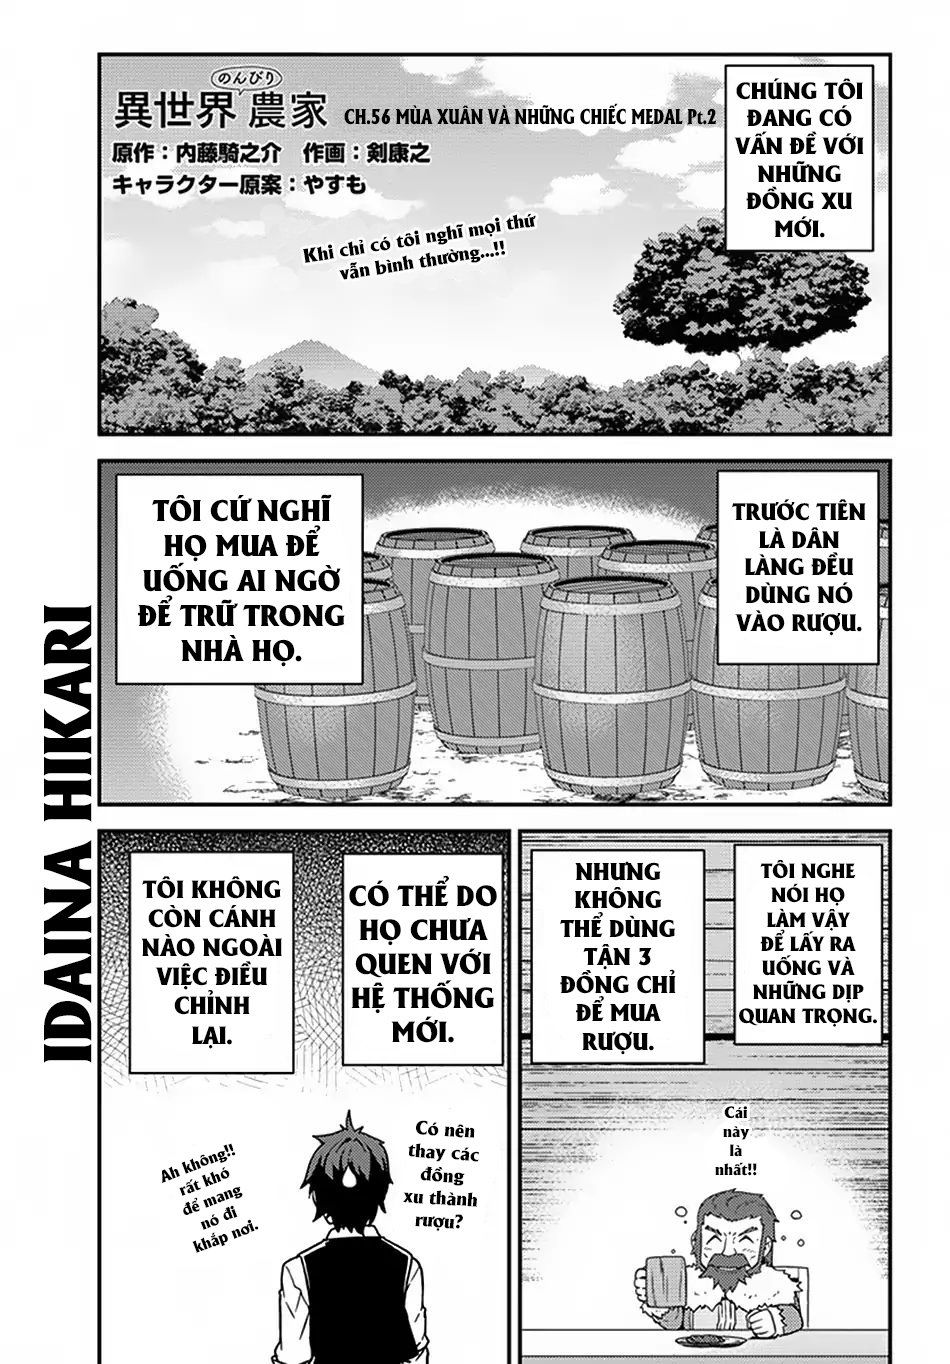 のんびり
異世界 農家
CH.56 MÙA XUÂN VÀ NHỮNG CHIẾC MEDAL Pt.2
原作：内藤騎之介 作画：剣康之
キャラクター原案：やすも
CHÚNG TÔI
ĐANG CÓ
VẤN ĐỀ VỚI
NHỮNG
ĐỒNG XU
MỚI.
Khi chỉ có tôi nghĩ mọi thứ
vẫn bình thường...!!
TRƯỚC TIÊN
LÀ DÂN
LÀNG ĐỀU
DÙNG NÓ
VÀO RƯỢU.
TÔI CỨ NGHĨ
HỌ MUA ĐỂ
UỐNG AI NGỜ
ĐỂ TRỮ TRONG
NHÀ HỌ.
IDAINA HIKARI
TÔI NGHE
NÓI HỌ
LÀM VẬY
ĐỂ LẤY RA
UỐNG VÀ
NHỮNG DỊP
QUAN TRỌNG.
NHƯNG
KHÔNG
THỂ DÙNG
TẬN 3
ĐỒNG CHỈ
ĐỂ MUA
RƯỢU.
Cái
này
là
nhất!!
CÓ THỂ DO
HỌ CHƯA
QUEN VỚI
HỆ THỐNG
MỚI.
TÔI KHÔNG
CÒN CÁNH
NÀO NGOÀI
VIỆC ĐIỀU
CHỈNH
LẠI.
Có nên
thay các
đồng
xu thành
rượu?
Ah không!!
rất khó
để mang
nó đi
khắp nơi.